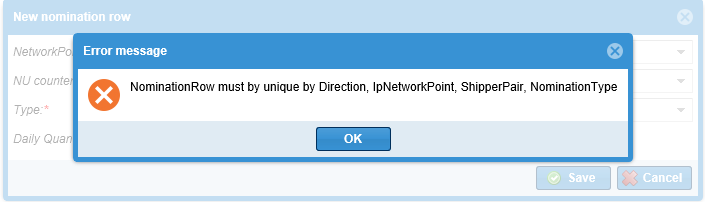 New nomination row
Error message
NominationRow must by unique by Direction, IpNetworkPoint, ShipperPair, NominationType
NetworkPo
NU counter
Type:*
Daily Quan
OK
Save Cancel